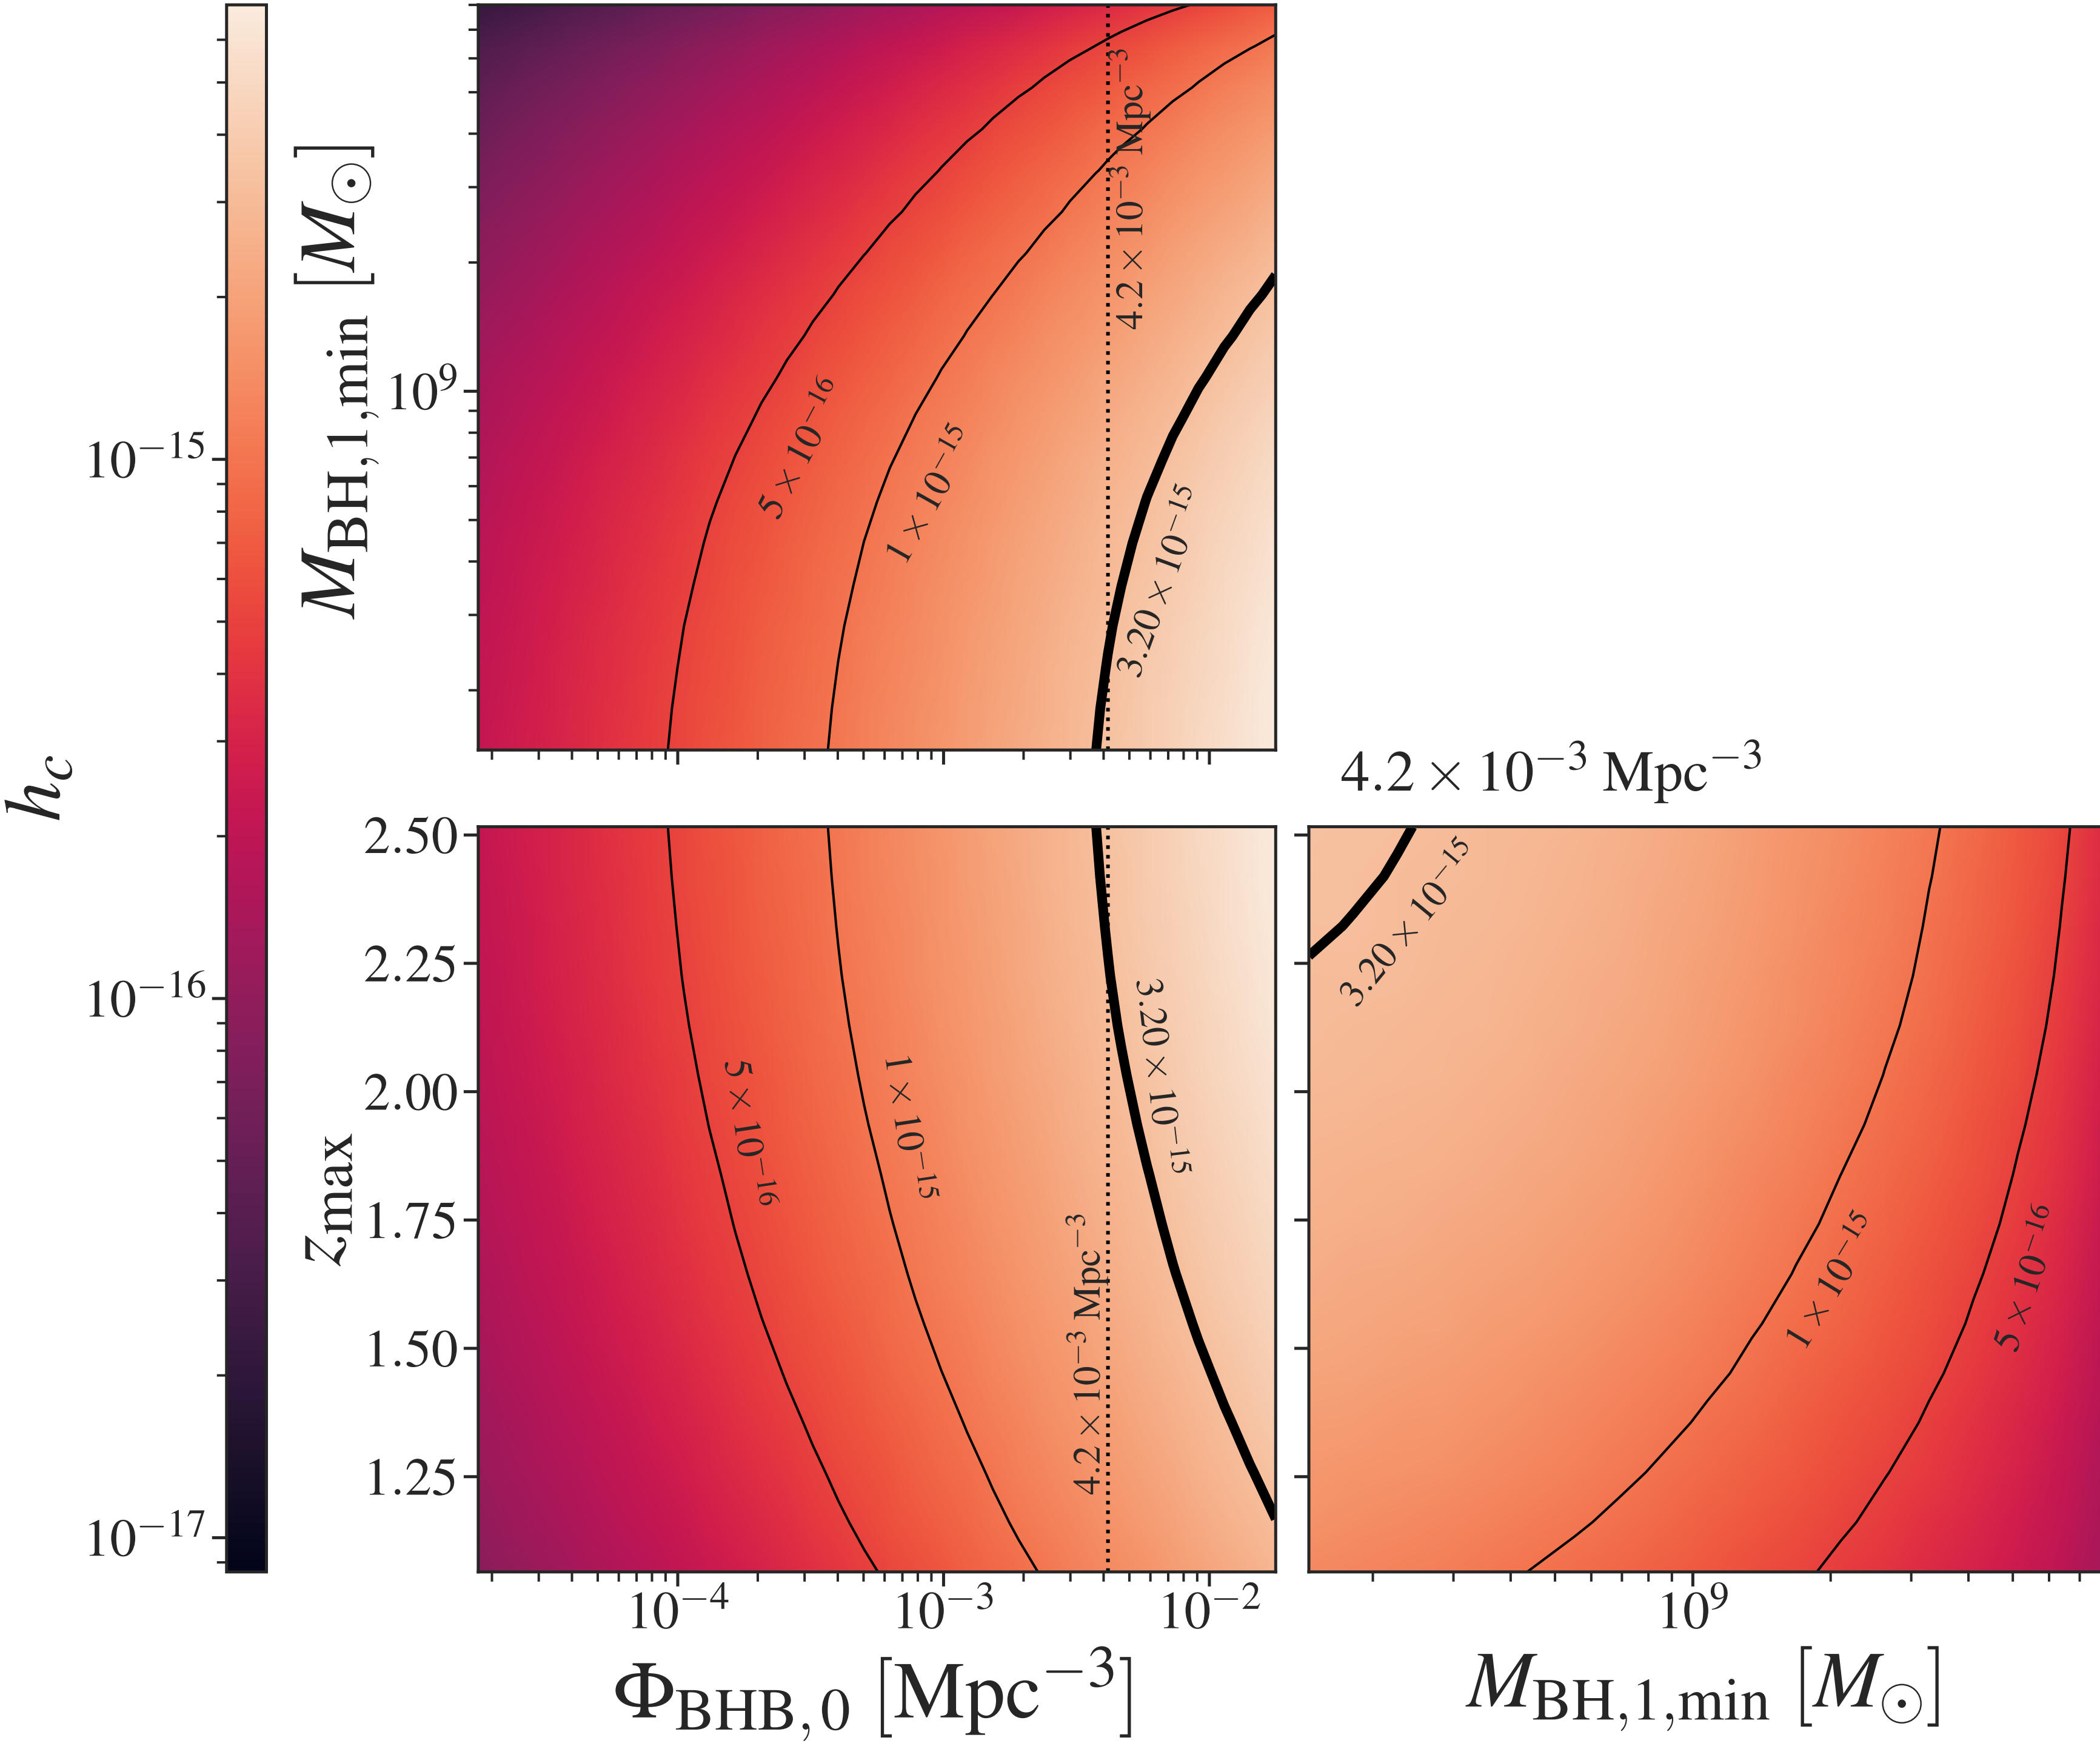 h_c
10⁻¹⁵
10⁻¹⁶
10⁻¹⁷
M_BH,1,min [M_⊙]
10⁹
5 × 10⁻¹⁶
1 × 10⁻¹⁵
3.20 × 10⁻¹⁵
4.2 × 10⁻³ Mpc⁻³
4.2 × 10⁻³ Mpc⁻³
z_max
2.50
2.25
2.00
1.75
1.50
1.25
5 × 10⁻¹⁶
1 × 10⁻¹⁵
3.20 × 10⁻¹⁵
4.2 × 10⁻³ Mpc⁻³
3.20 × 10⁻¹⁵
1 × 10⁻¹⁵
5 × 10⁻¹⁶
10⁻⁴
10⁻³
10⁻²
10⁹
Φ_BHB,0 [Mpc⁻³]
M_BH,1,min [M_⊙]